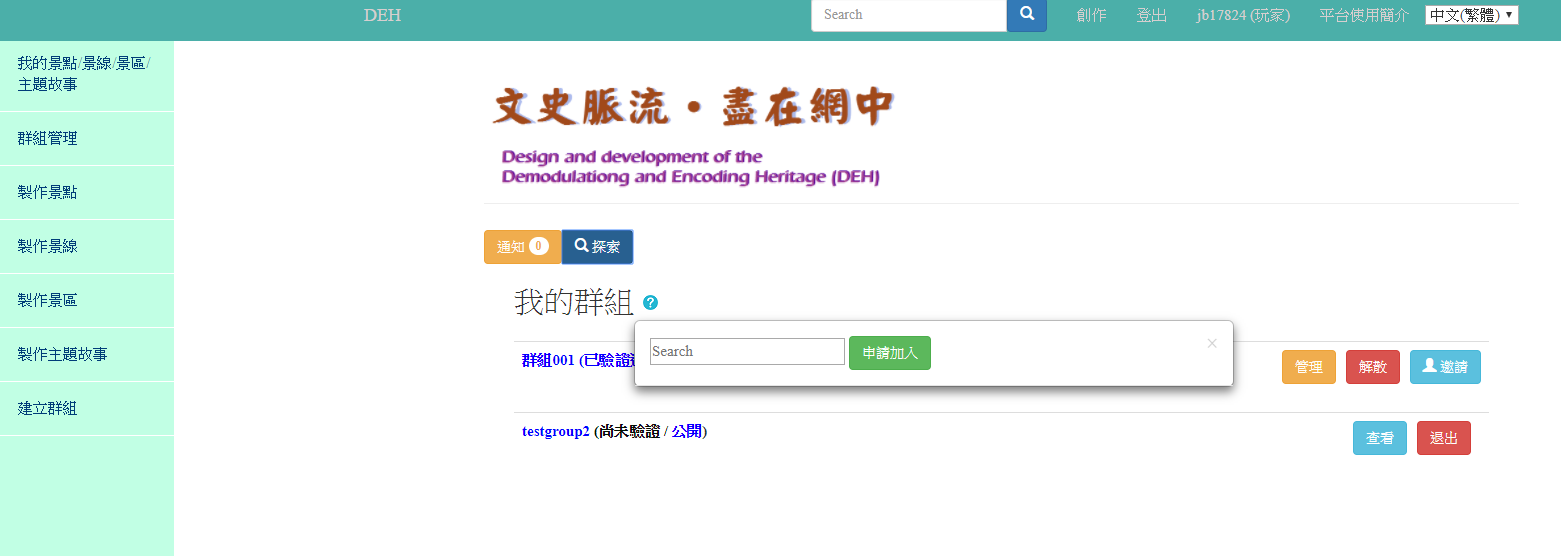 DEH
Search
創作
登出
jb17824 (玩家)
平台使用簡介
中文(繁體)
我的景點/景線/景區/
主題故事
群組管理
製作景點
製作景線
製作景區
製作主題故事
建立群組
文史脈流·盡在網中
Design and development of the
Demodulationg and Encoding Heritage (DEH)
通知 0
探索
我的群組
Search
申請加入
×
群組001 (已驗證
管理
解散
邀請
testgroup2 (尚未驗證 / 公開)
查看
退出